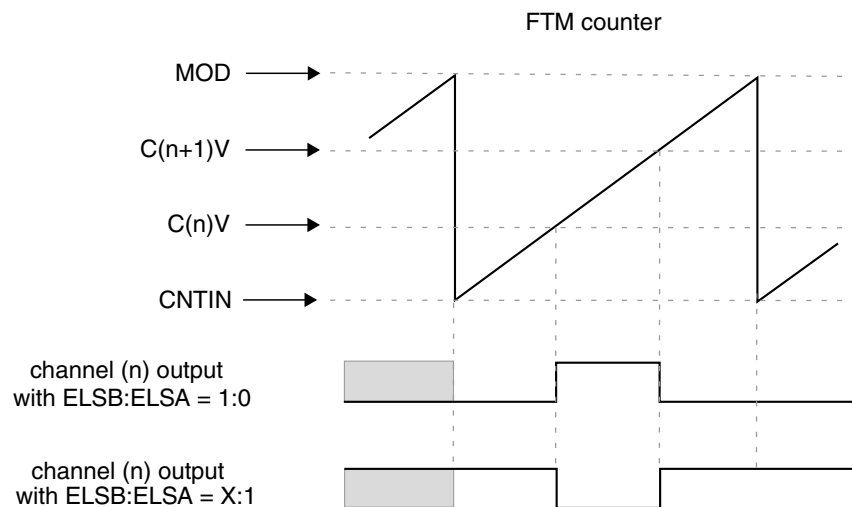 FTM counter
MOD
C(n+1)V
C(n)V
CNTIN
channel (n) output
with ELSB:ELSA = 1:0
channel (n) output
with ELSB:ELSA = X:1